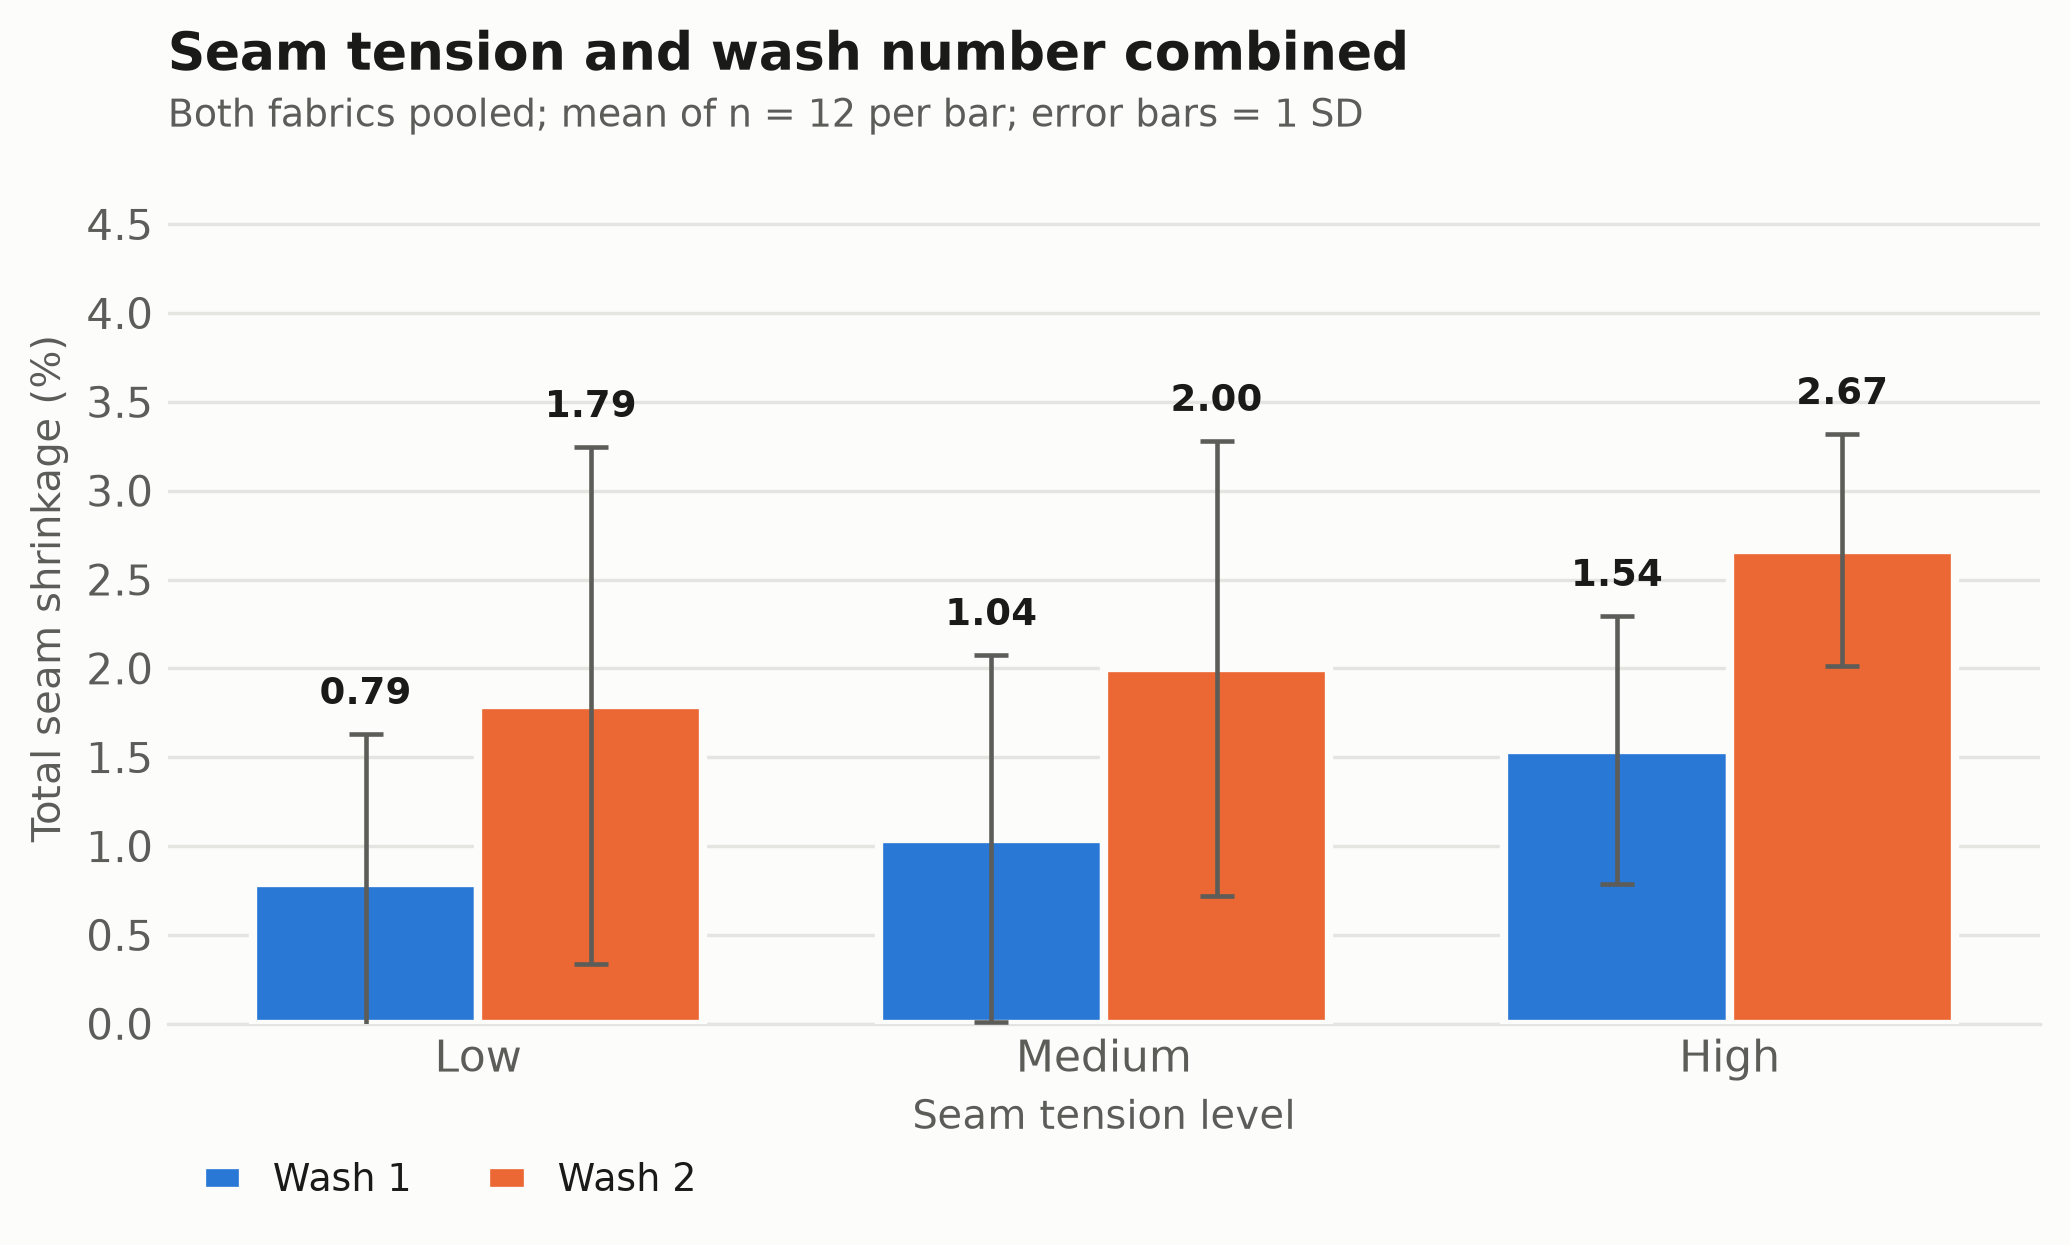 Seam tension and wash number combined
Both fabrics pooled; mean of n = 12 per bar; error bars = 1 SD
Total seam shrinkage (%)
4.5
4.0
3.5
3.0
2.5
2.0
1.5
1.0
0.5
0.0
0.79
1.79
1.04
2.00
1.54
2.67
Low
Medium
High
Seam tension level
Wash 1
Wash 2